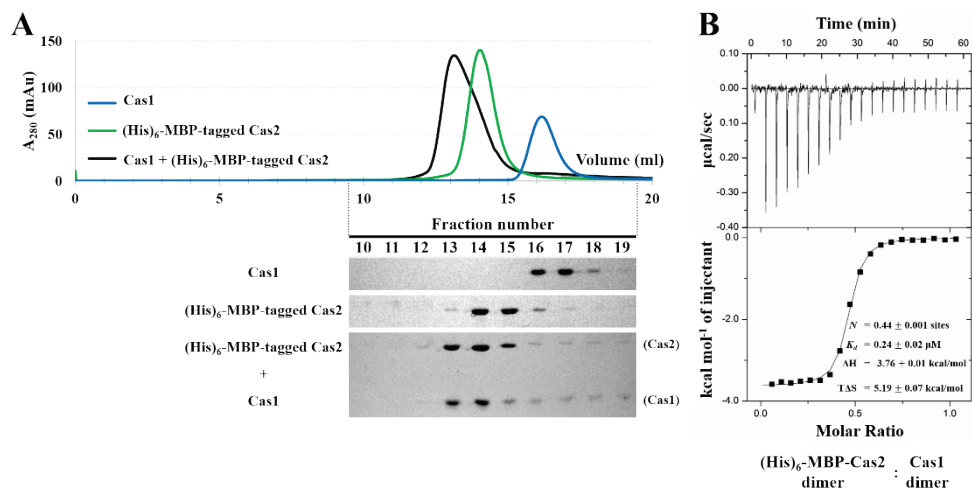 A
A280 (mAu)
150
100
50
0
Cas1
(His)6-MBP-tagged Cas2
Cas1 + (His)6-MBP-tagged Cas2
Volume (ml)
0 5 10 15 20
Fraction number
10 11 12 13 14 15 16 17 18 19
Cas1
(His)6-MBP-tagged Cas2
(His)6-MBP-tagged Cas2 (Cas2)
+
Cas1 (Cas1)
B
Time (min)
0 10 20 30 40 50 60
0.10
0.00
-0.10
-0.20
-0.30
-0.40
µcal/sec
0.0
-2.0
-4.0
kcal mol-1 of injectant
N = 0.44 ± 0.001 sites
Kd = 0.24 ± 0.02 µM
ΔH = -3.76 ± 0.01 kcal/mol
TΔS = 5.19 ± 0.07 kcal/mol
0.0 0.5 1.0
Molar Ratio
(His)6-MBP-Cas2 : Cas1
dimer dimer